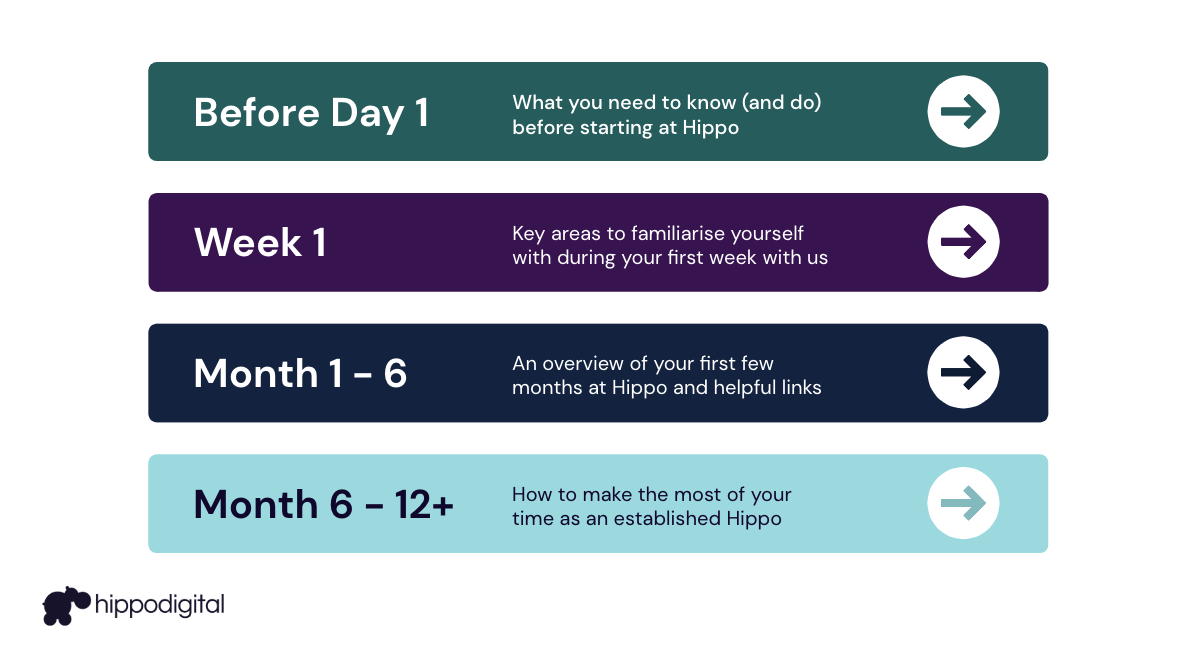 Before Day 1
What you need to know (and do)
before starting at Hippo
Week 1
Key areas to familiarise yourself
with during your first week with us
Month 1 - 6
An overview of your first few
months at Hippo and helpful links
Month 6 - 12+
How to make the most of your
time as an established Hippo
hippodigital